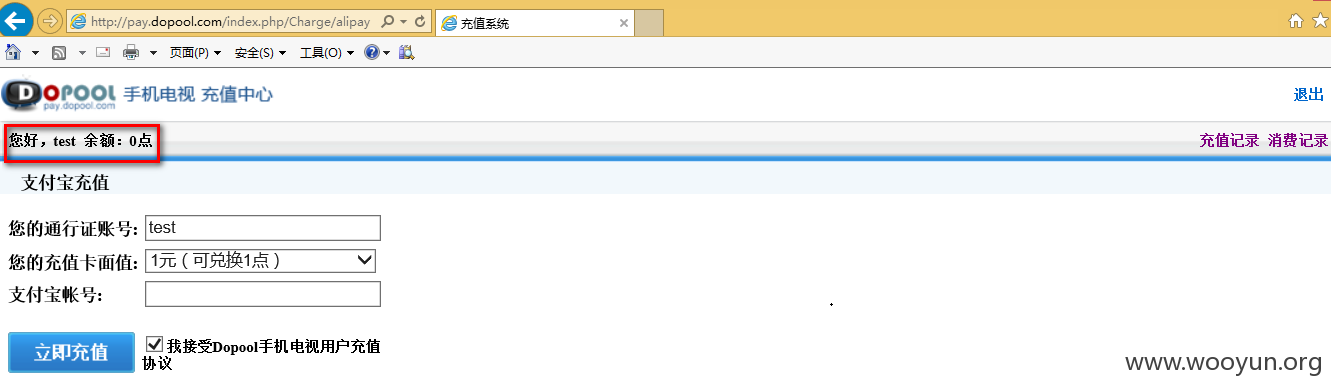 http://pay.dopool.com/index.php/Charge/alipay 充值系统
页面(P) 安全(S) 工具(O)
DOPOOL 手机电视 充值中心
pay.dopool.com
退出
您好，test 余额：0点 充值记录 消费记录
支付宝充值
您的通行证账号: test
您的充值卡面值: 1元 ( 可兑换1点 )
支付宝帐号:
立即充值 我接受Dopool手机电视用户充值
协议
www.wooyun.org